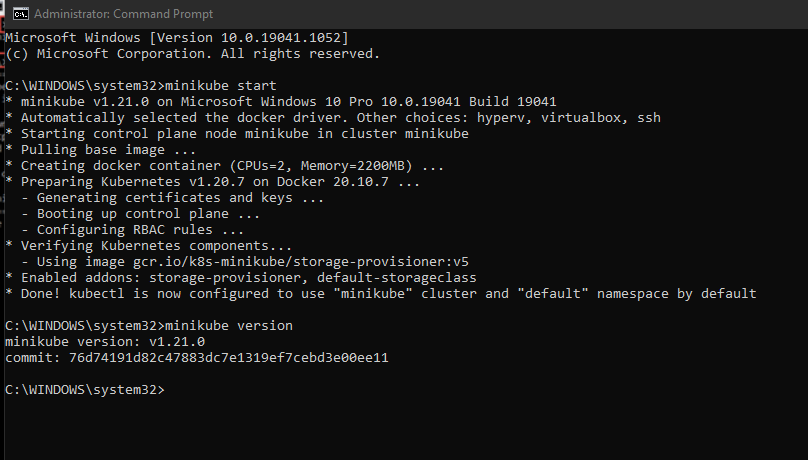 Administrator: Command Prompt
Microsoft Windows [Version 10.0.19041.1052]
(c) Microsoft Corporation. All rights reserved.
C:\WINDOWS\system32>minikube start
* minikube v1.21.0 on Microsoft Windows 10 Pro 10.0.19041 Build 19041
* Automatically selected the docker driver. Other choices: hyperv, virtualbox, ssh
* Starting control plane node minikube in cluster minikube
* Pulling base image ...
* Creating docker container (CPUs=2, Memory=2200MB) ...
* Preparing Kubernetes v1.20.7 on Docker 20.10.7 ...
  - Generating certificates and keys ...
  - Booting up control plane ...
  - Configuring RBAC rules ...
* Verifying Kubernetes components...
  - Using image gcr.io/k8s-minikube/storage-provisioner:v5
* Enabled addons: storage-provisioner, default-storageclass
* Done! kubectl is now configured to use "minikube" cluster and "default" namespace by default
C:\WINDOWS\system32>minikube version
minikube version: v1.21.0
commit: 76d74191d82c47883dc7e1319ef7cebd3e00ee11
C:\WINDOWS\system32>